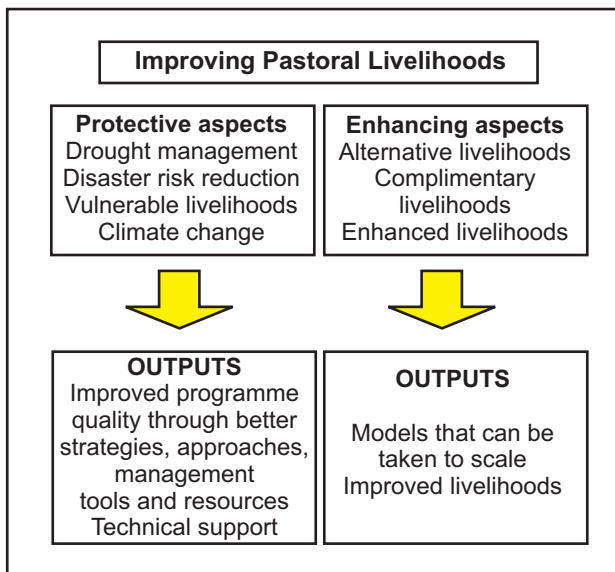 Improving Pastoral Livelihoods
Protective aspects
Drought management
Disaster risk reduction
Vulnerable livelihoods
Climate change
Enhancing aspects
Alternative livelihoods
Complimentary
livelihoods
Enhanced livelihoods
OUTPUTS
Improved programme
quality through better
strategies, approaches,
management
tools and resources
Technical support
OUTPUTS
Models that can be
taken to scale
Improved livelihoods